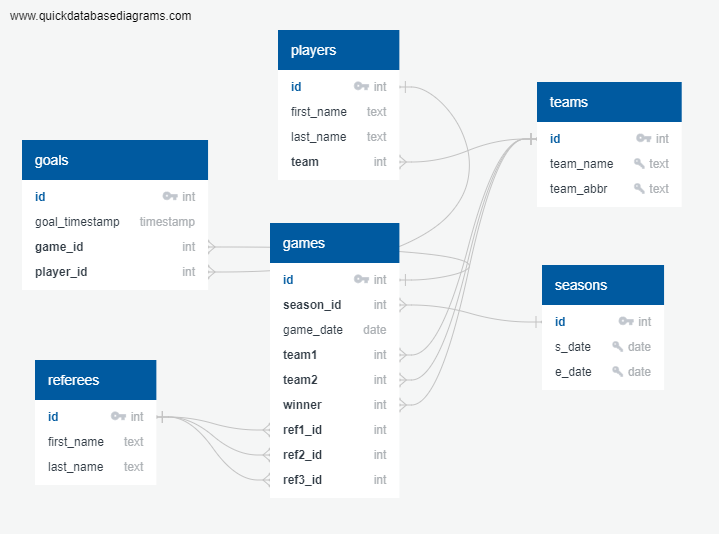 www.quickdatabasediagrams.com
players
id int
first_name text
last_name text
team int
teams
id int
team_name text
team_abbr text
goals
id int
goal_timestamp timestamp
game_id int
player_id int
games
id int
season_id int
game_date date
team1 int
team2 int
winner int
ref1_id int
ref2_id int
ref3_id int
seasons
id int
s_date date
e_date date
referees
id int
first_name text
last_name text